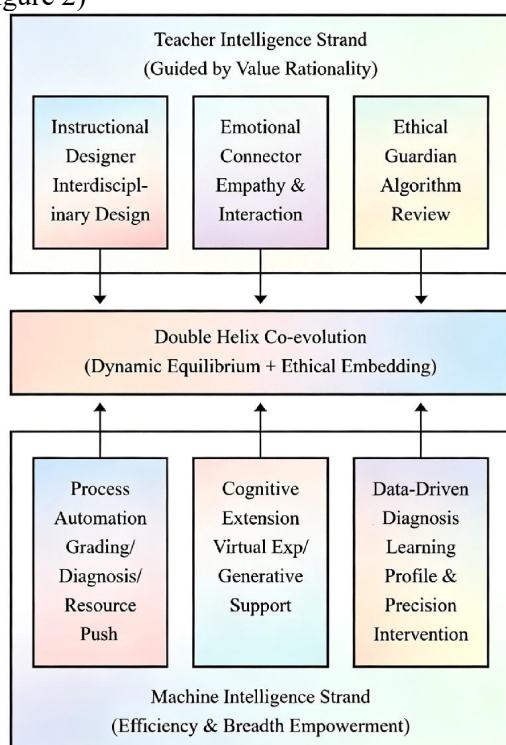 gure 2)
Teacher Intelligence Strand
(Guided by Value Rationality)
Instructional
Designer
Interdiscipl-
inary Design
Emotional
Connector
Empathy &
Interaction
Ethical
Guardian
Algorithm
Review
Double Helix Co-evolution
(Dynamic Equilibrium + Ethical Embedding)
Process
Automation
Grading/
Diagnosis/
Resource
Push
Cognitive
Extension
Virtual Exp/
Generative
Support
Data-Driven
Diagnosis
Learning
Profile &
Precision
Intervention
Machine Intelligence Strand
(Efficiency & Breadth Empowerment)